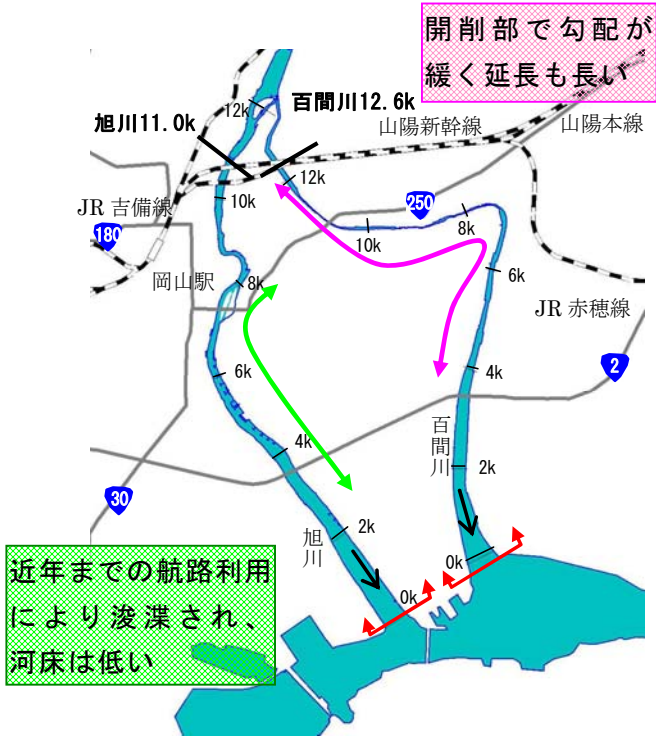 開削部で勾配が
緩く延長も長い
百間川12.6k
旭川11.0k
12k
山陽新幹線
山陽本線
12k
JR 吉備線
10k
250
8k
10k
180
岡山駅
8k
6k
JR 赤穂線
6k
2
4k
百間川
4k
2k
30
旭川
2k
0k
0k
近年までの航路利用
により浚渫され、
河床は低い